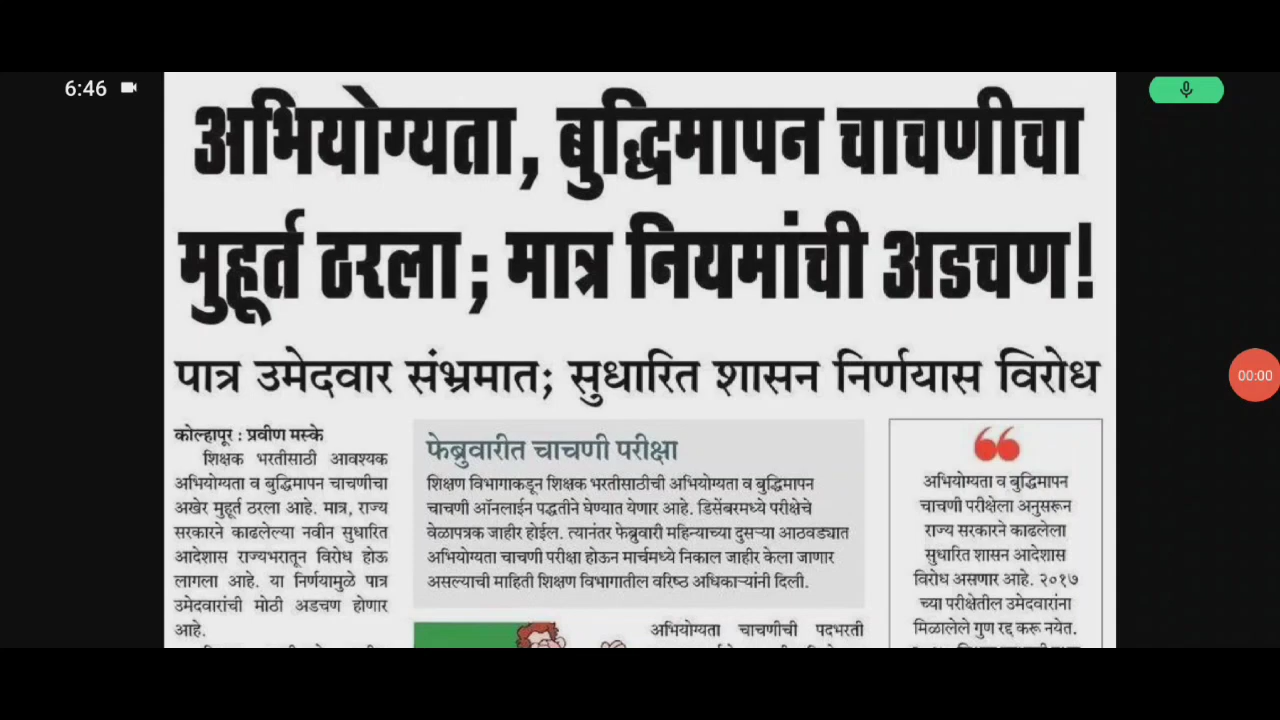 6:46
अभियोग्यता, बुद्धिमापन चाचणीचा
मुहूर्त ठरला; मात्र नियमांची अडचण!
पात्र उमेदवार संभ्रमात; सुधारित शासन निर्णयास विरोध
कोल्हापूर : प्रवीण मस्के
शिक्षक भरतीसाठी आवश्यक
अभियोग्यता व बुद्धिमापन चाचणीचा
अखेर मुहूर्त ठरला आहे. मात्र, राज्य
सरकारने काढलेल्या नवीन सुधारित
आदेशास राज्यभरातून विरोध होऊ
लागला आहे. या निर्णयामुळे पात्र
उमेदवारांची मोठी अडचण होणार
आहे.
फेब्रुवारीत चाचणी परीक्षा
शिक्षण विभागाकडून शिक्षक भरतीसाठीची अभियोग्यता व बुद्धिमापन
चाचणी ऑनलाईन पद्धतीने घेण्यात येणार आहे. डिसेंबरमध्ये परीक्षेचे
वेळापत्रक जाहीर होईल. त्यानंतर फेब्रुवारी महिन्याच्या दुसऱ्या आठवड्यात
अभियोग्यता चाचणी परीक्षा होऊन मार्चमध्ये निकाल जाहीर केला जाणार
असल्याची माहिती शिक्षण विभागातील वरिष्ठ अधिकाऱ्यांनी दिली.
अभियोग्यता चाचणीची पदभरती
अभियोग्यता व बुद्धिमापन
चाचणी परीक्षेला अनुसरून
राज्य सरकारने काढलेला
सुधारित शासन आदेशास
विरोध असणार आहे. २०१७
च्या परीक्षेतील उमेदवारांना
मिळालेले गुण रद्द करू नयेत.
00:00